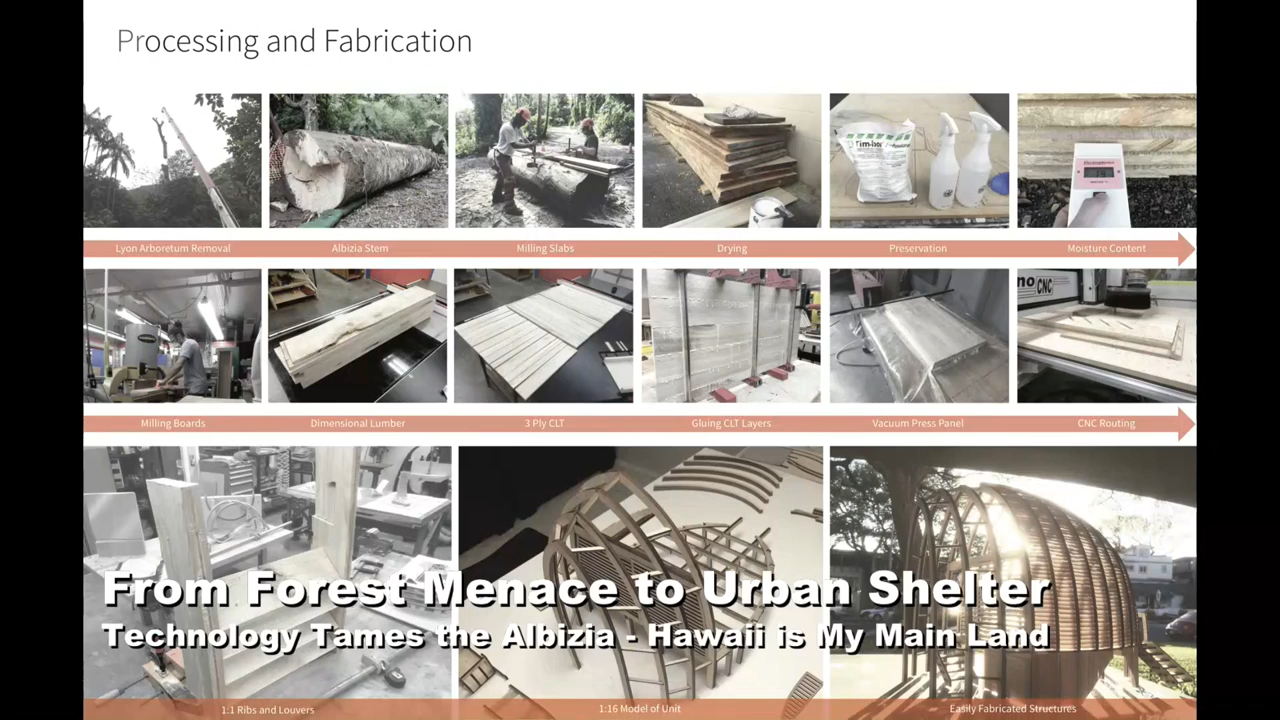 Processing and Fabrication
Lyon Arboretum Removal
Albizia Stem
Milling Slabs
Drying
Preservation
Moisture Content
Milling Boards
Dimensional Lumber
3 Ply CLT
Gluing CLT Layers
Vacuum Press Panel
CNC Routing
From Forest Menace to Urban Shelter
Technology Tames the Albizia - Hawaii is My Main Land
1:1 Ribs and Louvers
1:16 Model of Unit
Easily Fabricated Structures
CNC